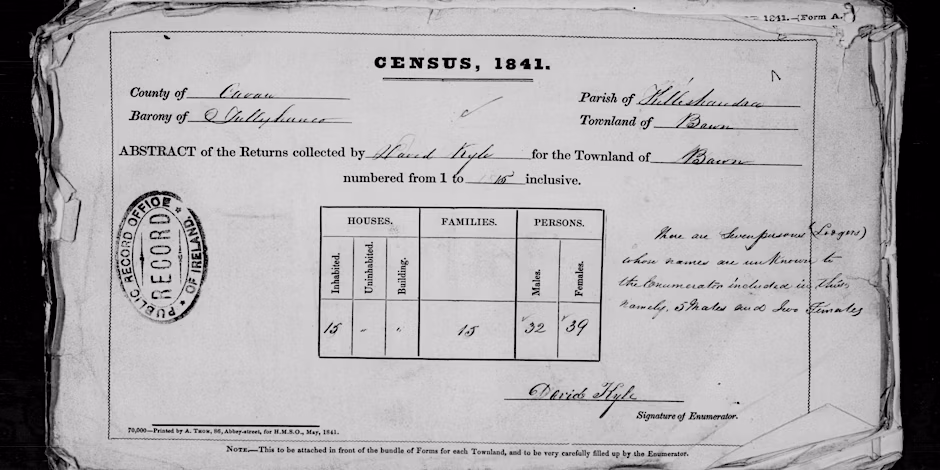 1841.—(Form A.)
CENSUS, 1841.
County of Cavan
Parish of Killeshandra
Barony of Tullyhunco
Townland of Bawn
ABSTRACT of the Returns collected by David Kyle for the Townland of Bawn
numbered from 1 to 15 inclusive.
HOUSES. FAMILIES. PERSONS.
Inhabited. Uninhabited. Building. Males. Females.
15 " " 15 32 39
There are Seven persons (Lodgers)
whose names are unknown to
the Enumerator included in this,
namely, 5 Males and Two Females
PUBLIC RECORD OFFICE
RECORD
OF IRELAND.
David Kyle
Signature of Enumerator.
70,000—Printed by A. THOM, 86, Abbey-street, for H.M.S.O., May, 1841.
NOTE.—This to be attached in front of the bundle of Forms for each Townland, and to be very carefully filled up by the Enumerator.